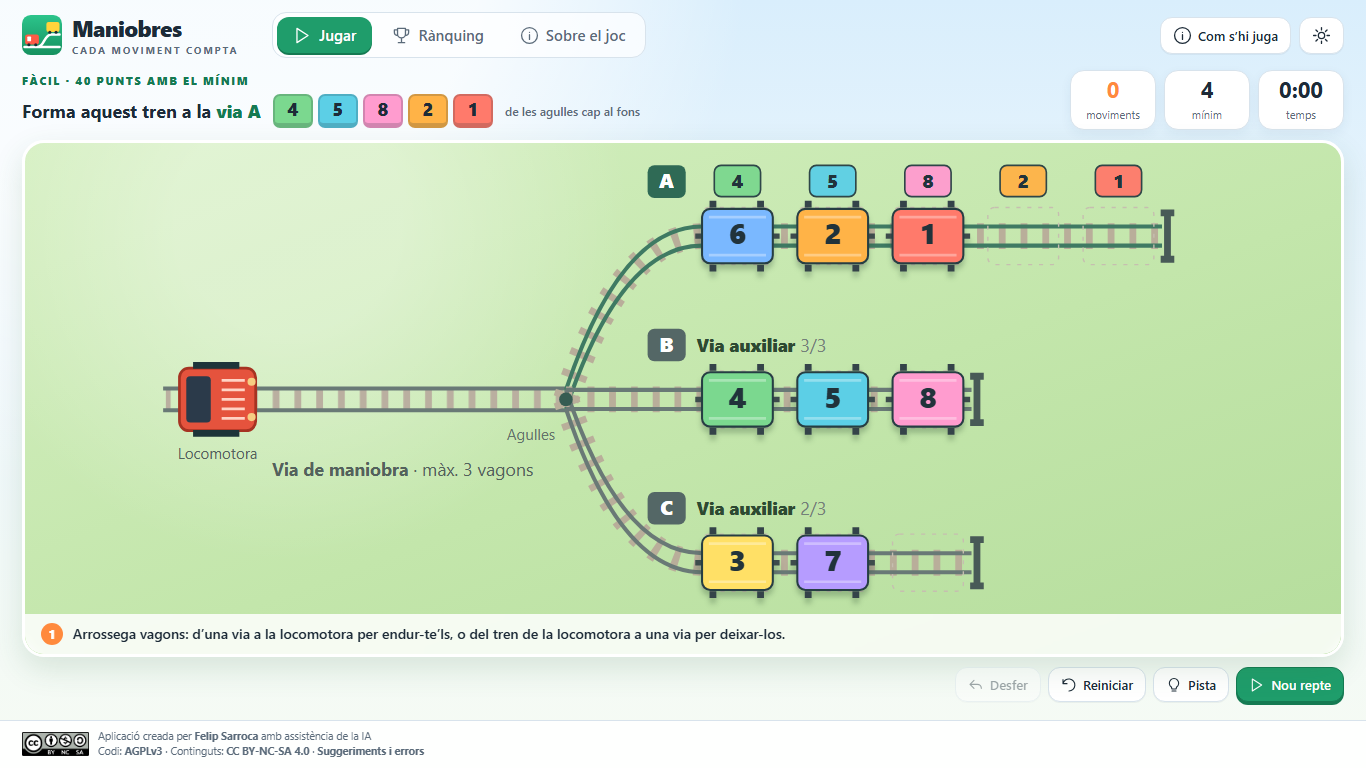 Maniobres
CADA MOVIMENT COMPTA
Jugar
Rànquing
Sobre el joc
Com s’hi juga
FÀCIL · 40 PUNTS AMB EL MÍNIM
Forma aquest tren a la via A 4 5 8 2 1 de les agulles cap al fons
0 moviments
4 mínim
0:00 temps
A 4 5 8 2 1
6 2 1
B Via auxiliar 3/3
4 5 8
Locomotora
Agulles
Via de maniobra · màx. 3 vagons
C Via auxiliar 2/3
3 7
1 Arrossega vagons: d’una via a la locomotora per endur-te’ls, o del tren de la locomotora a una via per deixar-los.
Desfer
Reiniciar
Pista
Nou repte
cc BY NC SA
Aplicació creada per Felip Sarroca amb assistència de la IA
Codi: AGPLv3 · Continguts: CC BY-NC-SA 4.0 · Suggeriments i errors